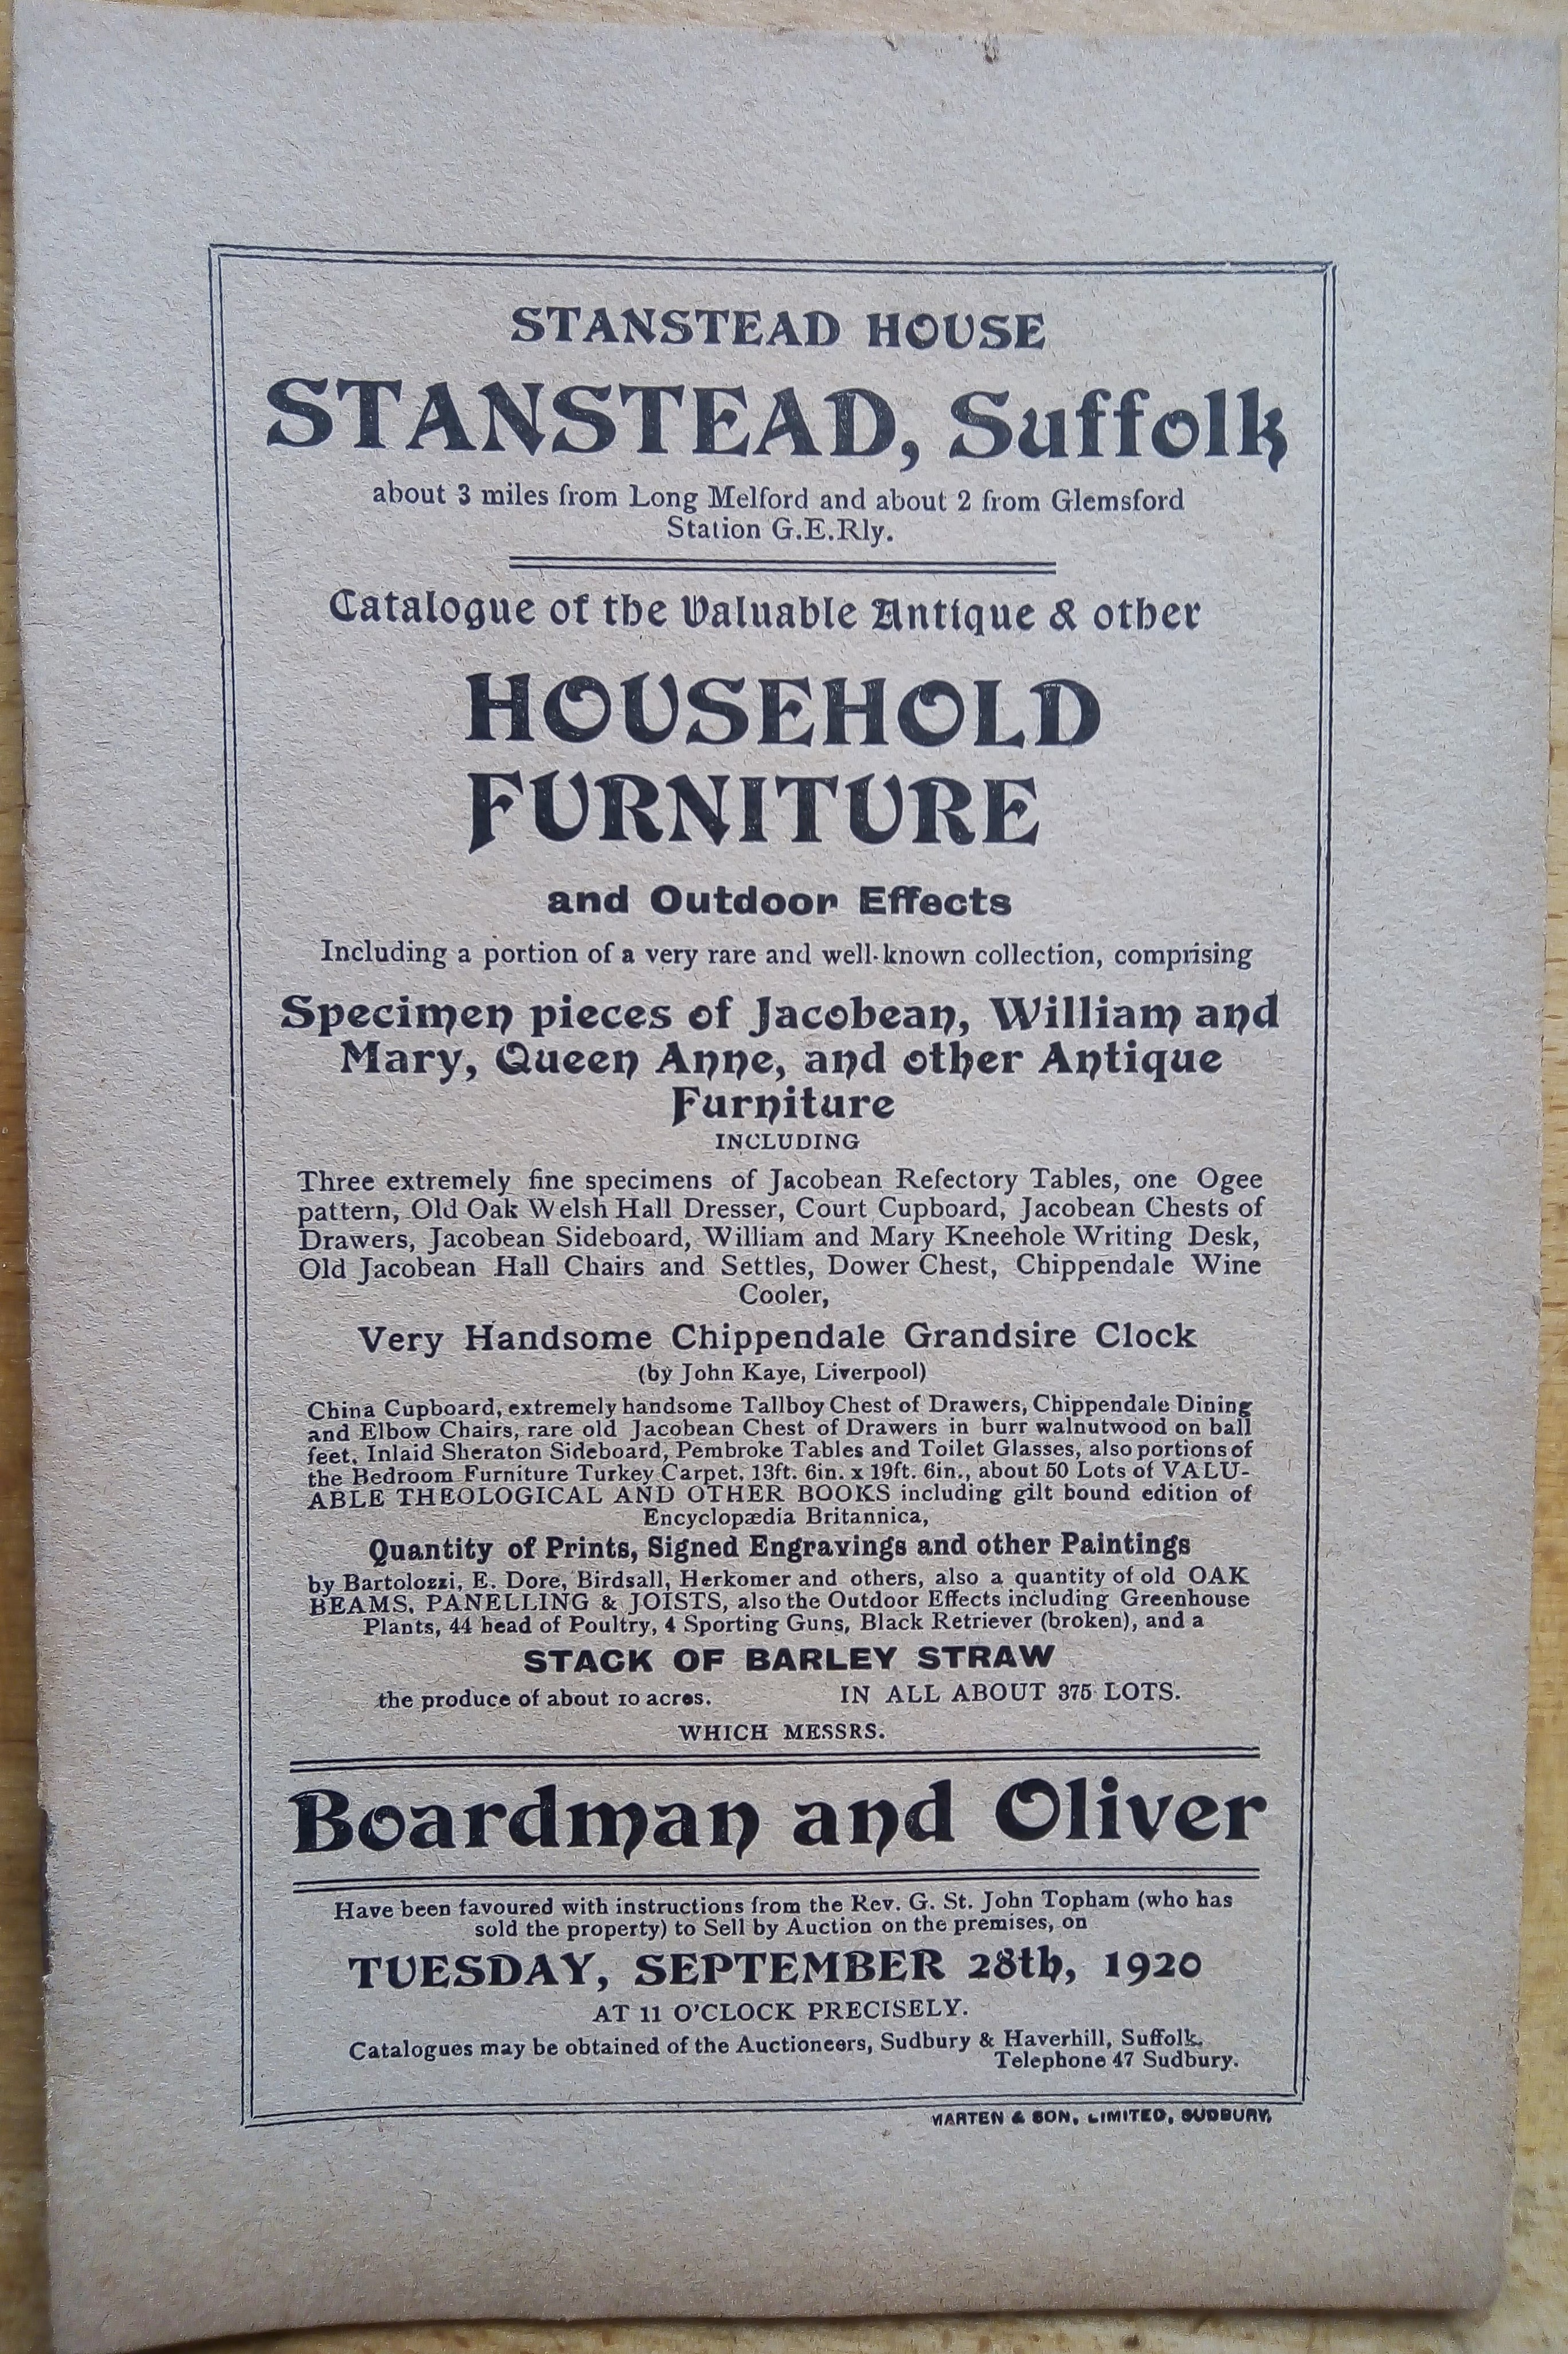 STANSTEAD HOUSE
STANSTEAD, Suffolk
about 3 miles from Long Melford and about 2 from Glemsford
Station G.E.Rly.
Catalogue of the Valuable Antique & other
HOUSEHOLD
FURNITURE
and Outdoor Effects
Including a portion of a very rare and well-known collection, comprising
Specimen pieces of Jacobean, William and
Mary, Queen Anne, and other Antique
Furniture
INCLUDING
Three extremely fine specimens of Jacobean Refectory Tables, one Ogee
pattern, Old Oak Welsh Hall Dresser, Court Cupboard, Jacobean Chests of
Drawers, Jacobean Sideboard, William and Mary Kneehole Writing Desk,
Old Jacobean Hall Chairs and Settles, Dower Chest, Chippendale Wine
Cooler,
Very Handsome Chippendale Grandsire Clock
(by John Kaye, Liverpool)
China Cupboard, extremely handsome Tallboy Chest of Drawers, Chippendale Dining
and Elbow Chairs, rare old Jacobean Chest of Drawers in burr walnutwood on ball
feet, Inlaid Sheraton Sideboard, Pembroke Tables and Toilet Glasses, also portions of
the Bedroom Furniture Turkey Carpet, 13ft. 6in. x 19ft. 6in., about 50 Lots of VALU-
ABLE THEOLOGICAL AND OTHER BOOKS including gilt bound edition of
Encyclopædia Britannica,
Quantity of Prints, Signed Engravings and other Paintings
by Bartolozzi, E. Dore, Birdsall, Herkomer and others, also a quantity of old OAK
BEAMS, PANELLING & JOISTS, also the Outdoor Effects including Greenhouse
Plants, 44 head of Poultry, 4 Sporting Guns, Black Retriever (broken), and a
STACK OF BARLEY STRAW
the produce of about 10 acres. IN ALL ABOUT 375 LOTS.
WHICH MESSRS.
Boardman and Oliver
Have been favoured with instructions from the Rev. G. St. John Topham (who has
sold the property) to Sell by Auction on the premises, on
TUESDAY, SEPTEMBER 28th, 1920
AT 11 O'CLOCK PRECISELY.
Catalogues may be obtained of the Auctioneers, Sudbury & Haverhill, Suffolk.
Telephone 47 Sudbury.
MARTEN & SON, LIMITED, SUDBURY.